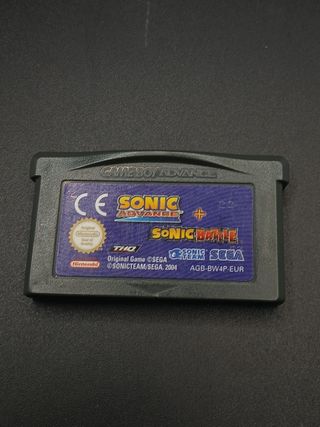 GAME BOY ADVANCE
CE
SONIC
ADVANCE
+
SONIC BATTLE
Original
Nintendo
THQ
SONIC
TEAM
SEGA
Original Game ©SEGA
©SONICTEAM/SEGA, 2004
AGB-BW4P-EUR